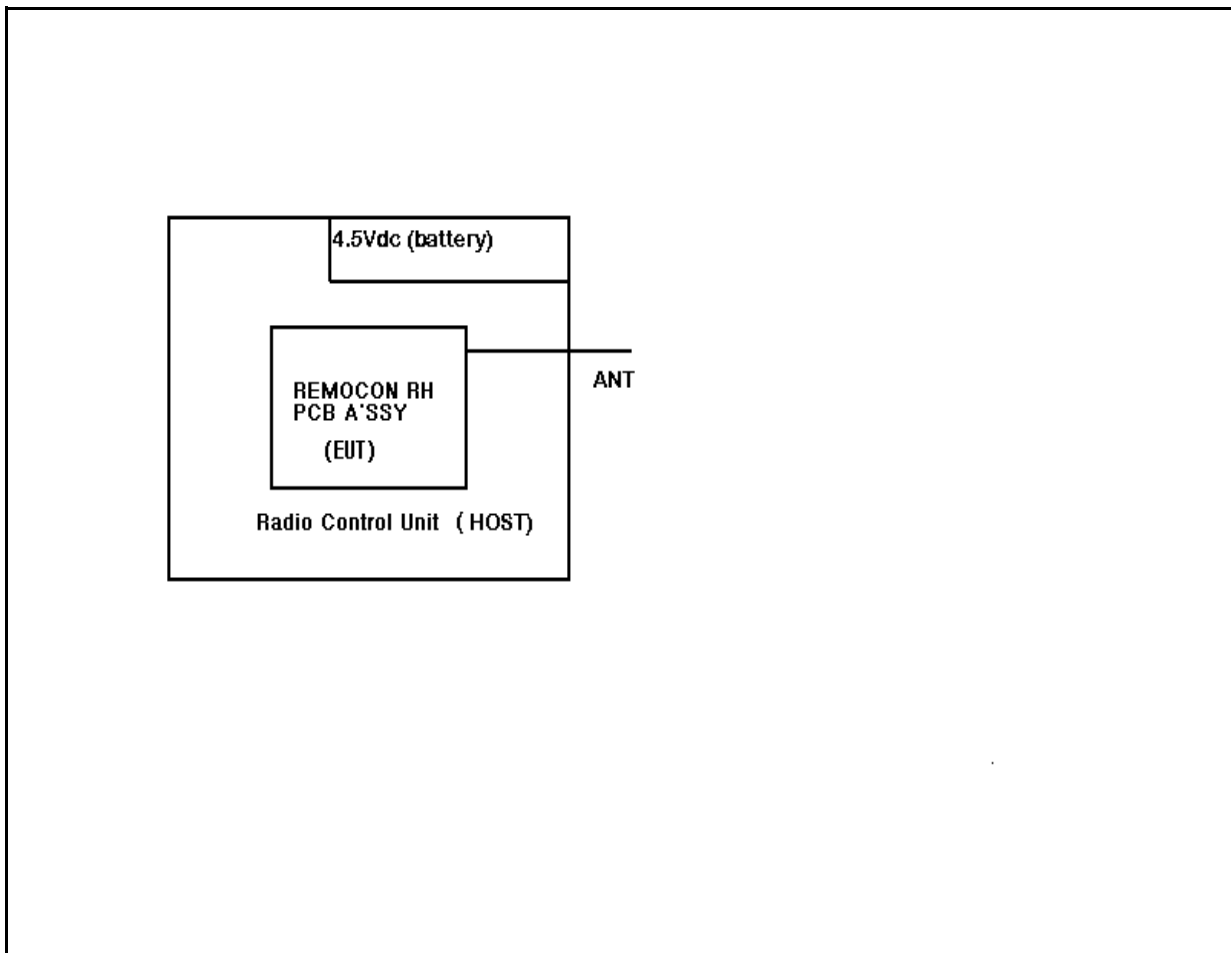 4.5Vdc (battery)
ANT
REMOCON RH
PCB A'SSY
(EUT)
Radio Control Unit ( HOST)